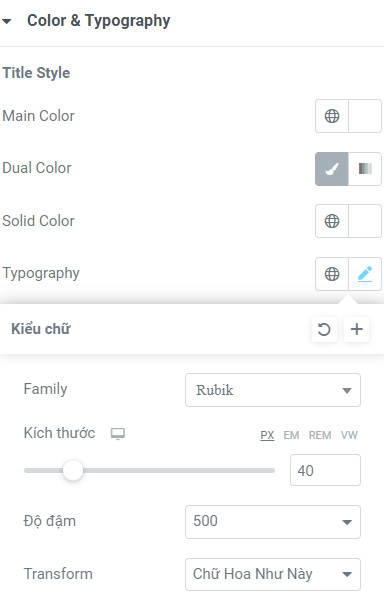 Color & Typography
Title Style
Main Color
Dual Color
Solid Color
Typography
Kiểu chữ
Family Rubik
Kích thước PX EM REM VW
40
Độ đậm 500
Transform Chữ Hoa Như Này